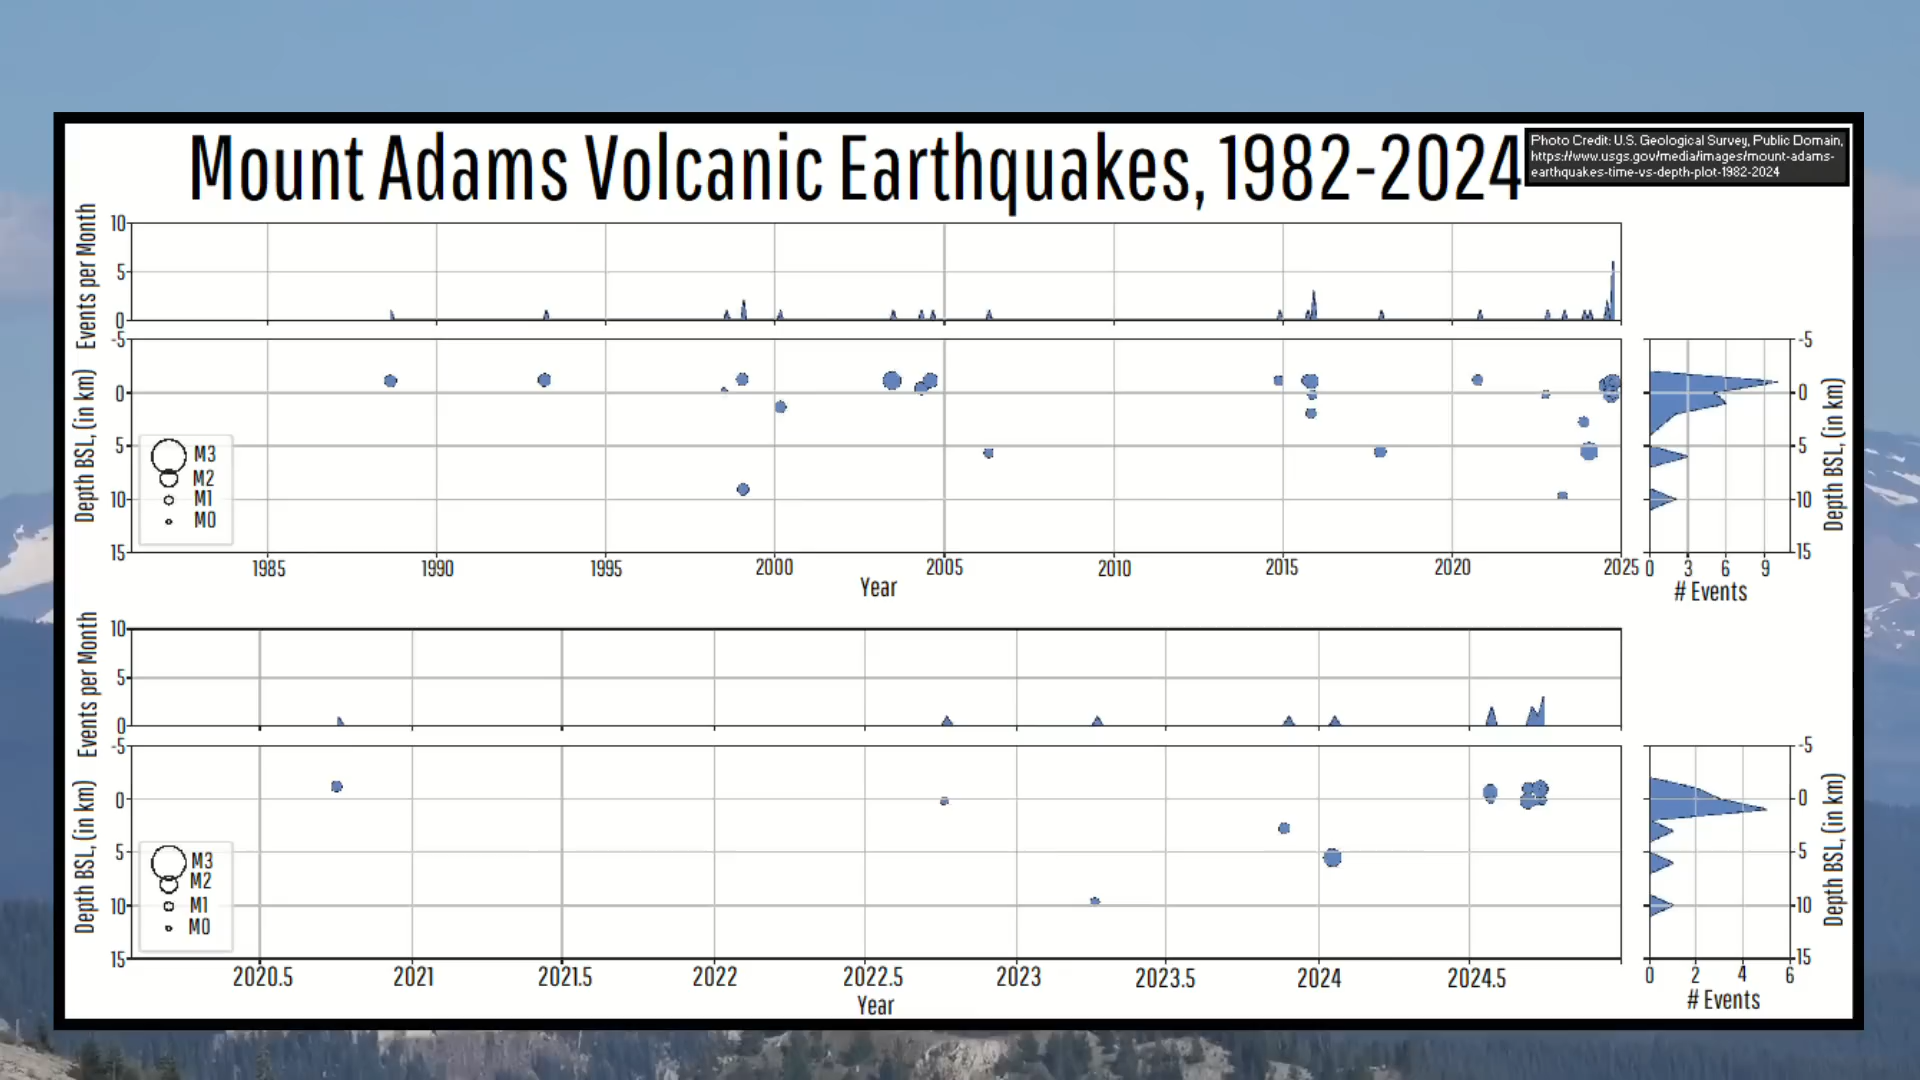 Mount Adams Volcanic Earthquakes, 1982-2024
Photo Credit: U.S. Geological Survey, Public Domain,
https://www.usgs.gov/media/images/mount-adams-
earthquakes-time-vs-depth-plot-1982-2024
Events per Month
10
5
0
Depth BSL, (in km)
-5
0
5
10
15
M3
M2
M1
M0
1985
1990
1995
2000
2005
2010
2015
2020
2025
Year
-5
0
5
10
15
Depth BSL, (in km)
0
3
6
9
# Events
Events per Month
10
5
0
Depth BSL, (in km)
-5
0
5
10
15
M3
M2
M1
M0
2020.5
2021
2021.5
2022
2022.5
2023
2023.5
2024
2024.5
Year
-5
0
5
10
15
Depth BSL, (in km)
0
2
4
6
# Events